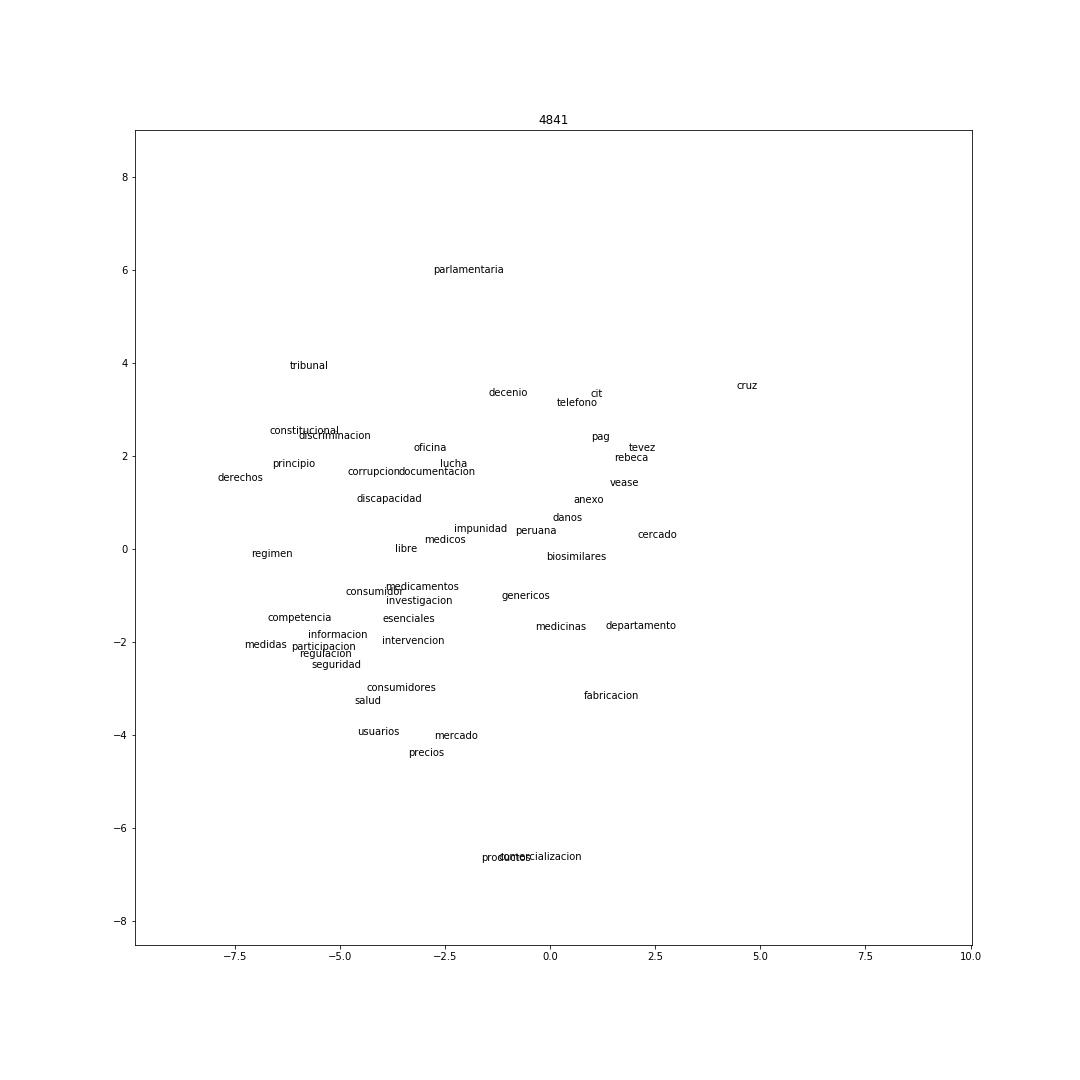 4841
8
parlamentaria
6
tribunal
4
cruz
decenio
cit
telefono
constitucional
discriminacion
pag
oficina
tevez
2
rebeca
principio
lucha
corrupcion
documentacion
derechos
vease
discapacidad
anexo
danos
impunidad
peruana
cercado
medicos
libre
0
regimen
biosimilares
medicamentos
consumidor
genericos
investigacion
competencia
esenciales
medicinas
departamento
informacion
intervencion
−2
medidas
participacion
regulacion
seguridad
consumidores
fabricacion
salud
usuarios
−4
mercado
precios
−6
productos
comercializacion
−8
−7.5 −5.0 −2.5 0.0 2.5 5.0 7.5 10.0